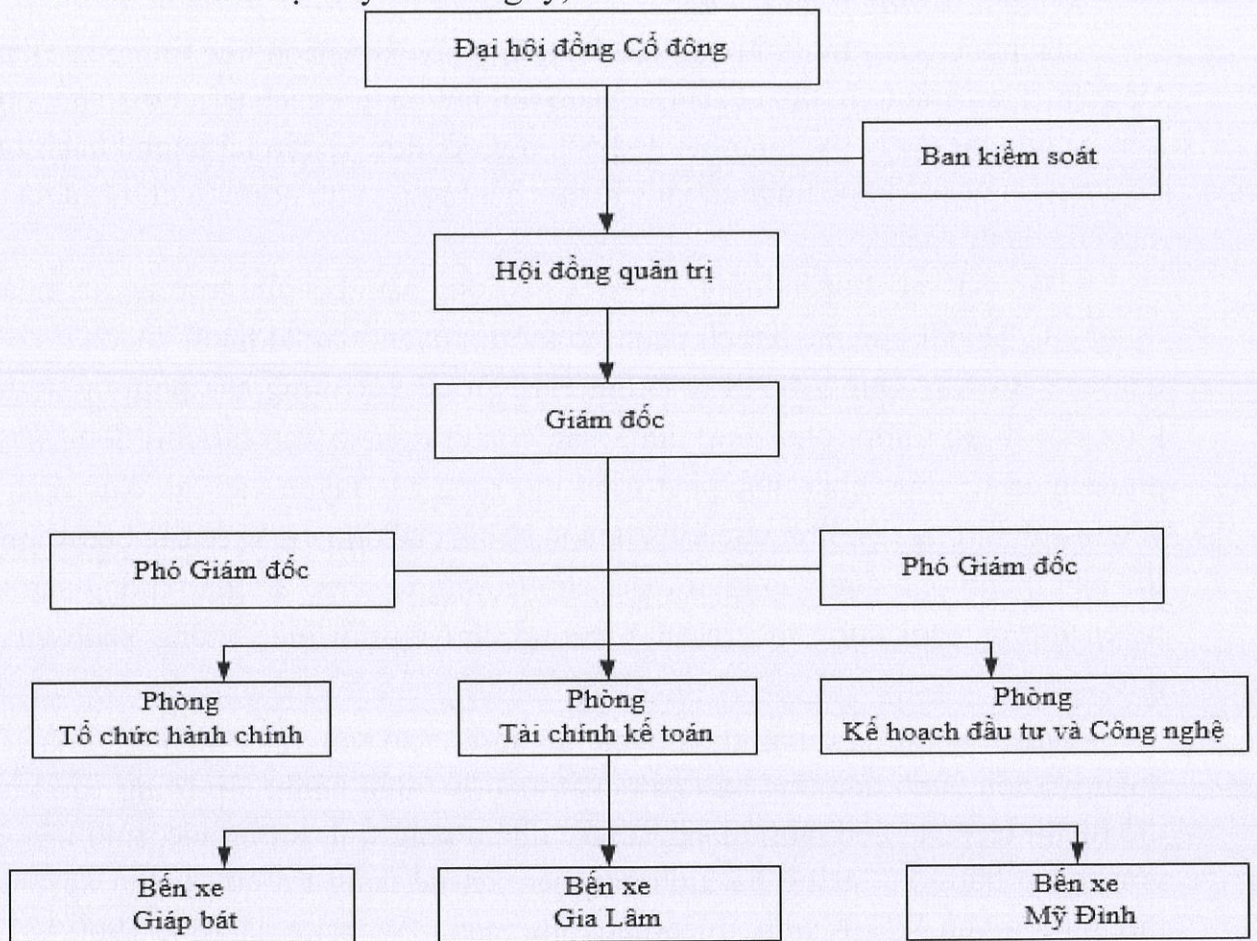 Đại hội đồng Cổ đông
Ban kiểm soát
Hội đồng quản trị
Giám đốc
Phó Giám đốc
Phó Giám đốc
Phòng
Tổ chức hành chính
Phòng
Tài chính kế toán
Phòng
Kế hoạch đầu tư và Công nghệ
Bến xe
Giáp bát
Bến xe
Gia Lâm
Bến xe
Mỹ Đình